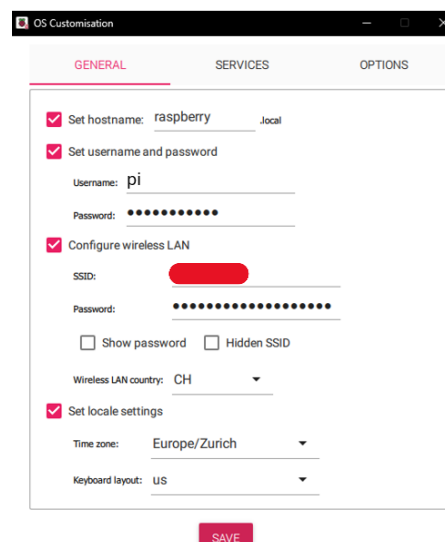 OS Customisation
GENERAL SERVICES OPTIONS
Set hostname: raspberry .local
Set username and password
Username: pi
Password: •••••••••••
Configure wireless LAN
SSID:
Password: •••••••••••••••••••
Show password Hidden SSID
Wireless LAN country: CH
Set locale settings
Time zone: Europe/Zurich
Keyboard layout: us
SAVE